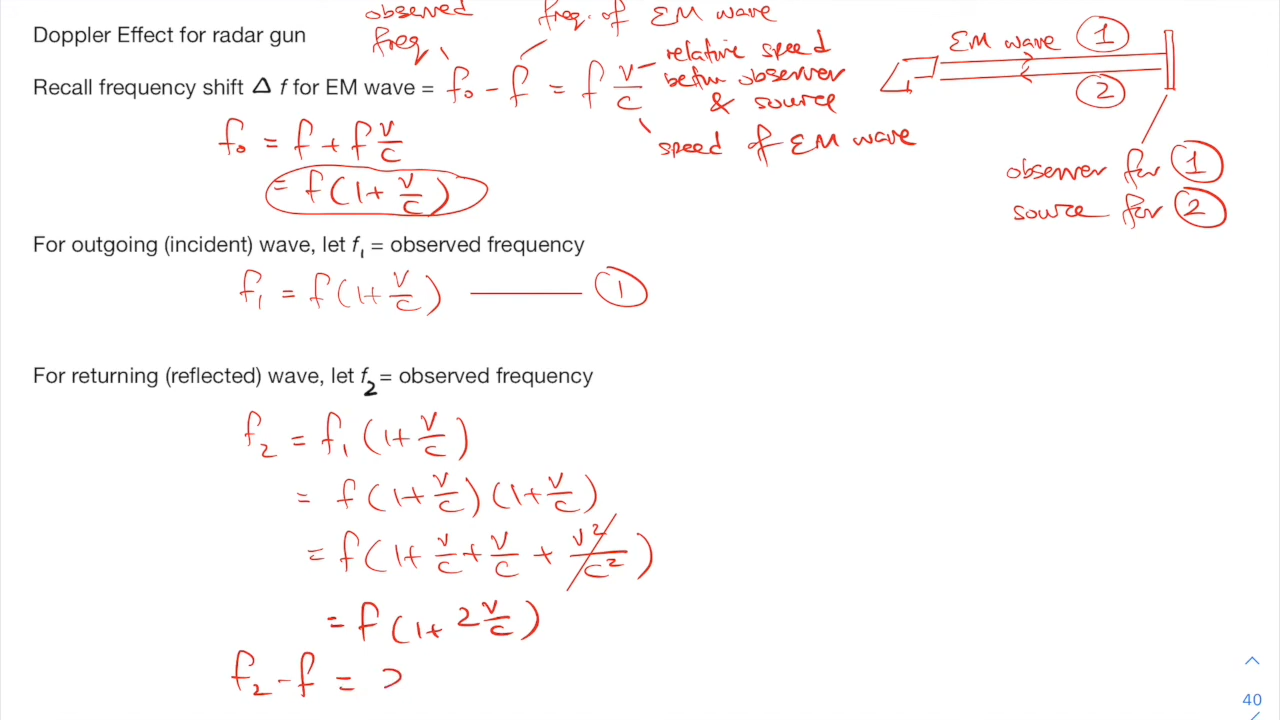 observed freq. of EM wave
Doppler Effect for radar gun
freq
relative speed
EM wave 1
Recall frequency shift Δ f for EM wave = f₀ - f = f v/c
betwn observer
& source
2
speed of EM wave
f₀ = f + f v/c
= f(1 + v/c)
observer for 1
source for 2
For outgoing (incident) wave, let f₁ = observed frequency
f₁ = f(1+ v/c) —— 1
For returning (reflected) wave, let f₂ = observed frequency
f₂ = f₁ (1+ v/c)
= f(1+ v/c)(1+ v/c)
= f(1+ v/c + v/c + v²/c²)
= f(1+ 2 v/c)
f₂ - f =
40